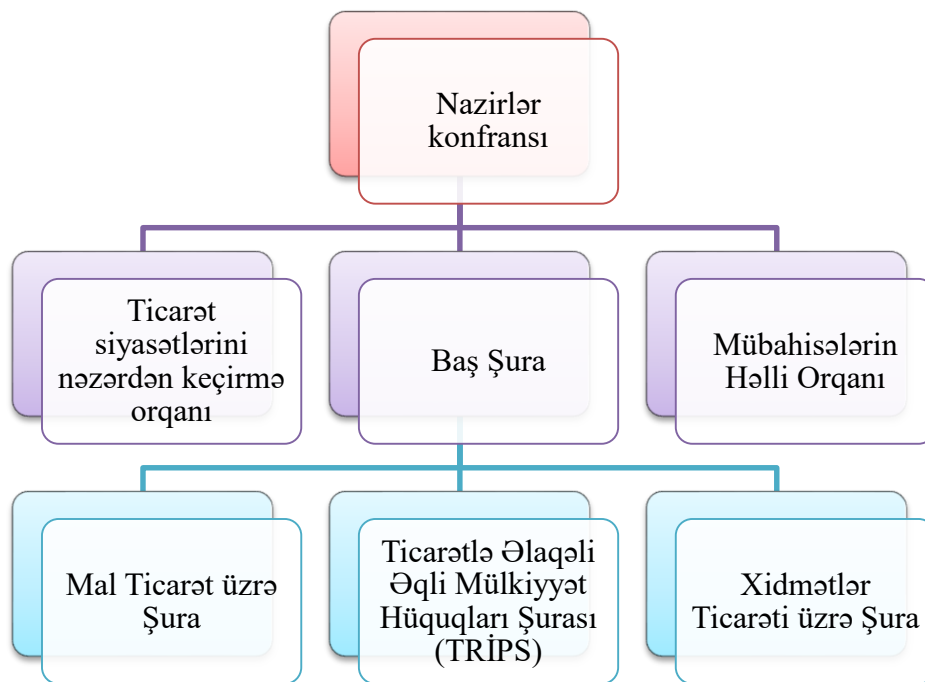 Nazirlər
konfransı
Ticarət
siyasətlərini
nəzərdən keçirmə
orqanı
Baş Şura
Mübahisələrin
Həlli Orqanı
Mal Ticarət üzrə
Şura
Ticarətlə Əlaqəli
Əqli Mülkiyyət
Hüquqları Şurası
(TRİPS)
Xidmətlər
Ticarəti üzrə Şura